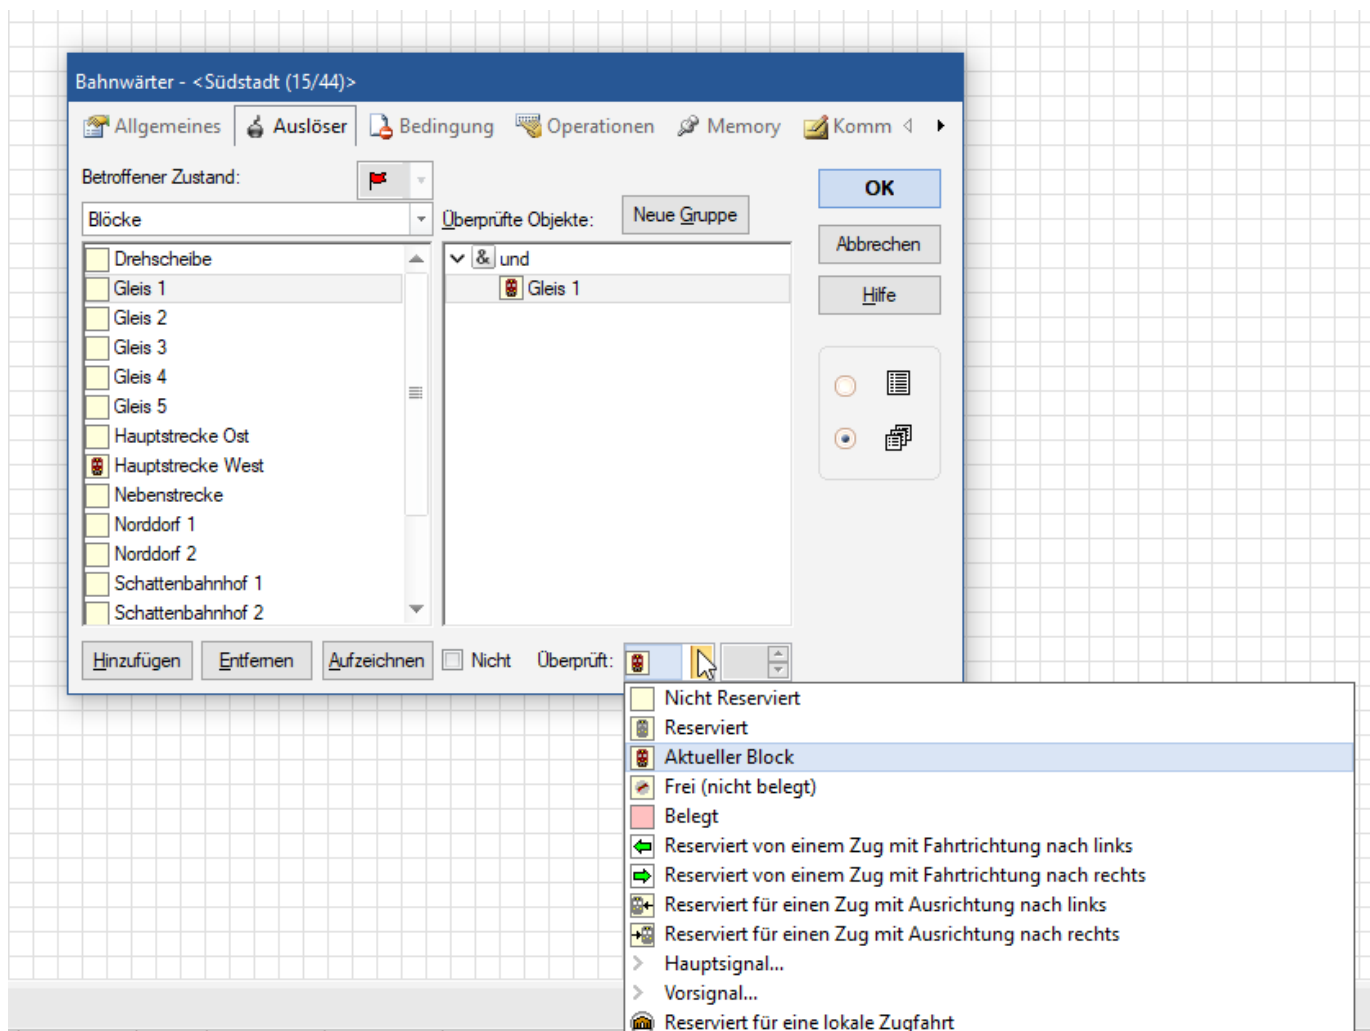 Bahnwärter - <Südstadt (15/44)>
Allgemeines Auslöser Bedingung Operationen Memory Komm
Betroffener Zustand:
OK
Blöcke
Überprüfte Objekte:
Neue Gruppe
Abbrechen
Hilfe
Drehscheibe
Gleis 1
Gleis 2
Gleis 3
Gleis 4
Gleis 5
Hauptstrecke Ost
Hauptstrecke West
Nebenstrecke
Norddorf 1
Norddorf 2
Schattenbahnhof 1
Schattenbahnhof 2
& und
Gleis 1
Hinzufügen Entfernen Aufzeichnen Nicht Überprüft:
Nicht Reserviert
Reserviert
Aktueller Block
Frei (nicht belegt)
Belegt
Reserviert von einem Zug mit Fahrtrichtung nach links
Reserviert von einem Zug mit Fahrtrichtung nach rechts
Reserviert für einen Zug mit Ausrichtung nach links
Reserviert für einen Zug mit Ausrichtung nach rechts
Hauptsignal...
Vorsignal...
Reserviert für eine lokale Zugfahrt